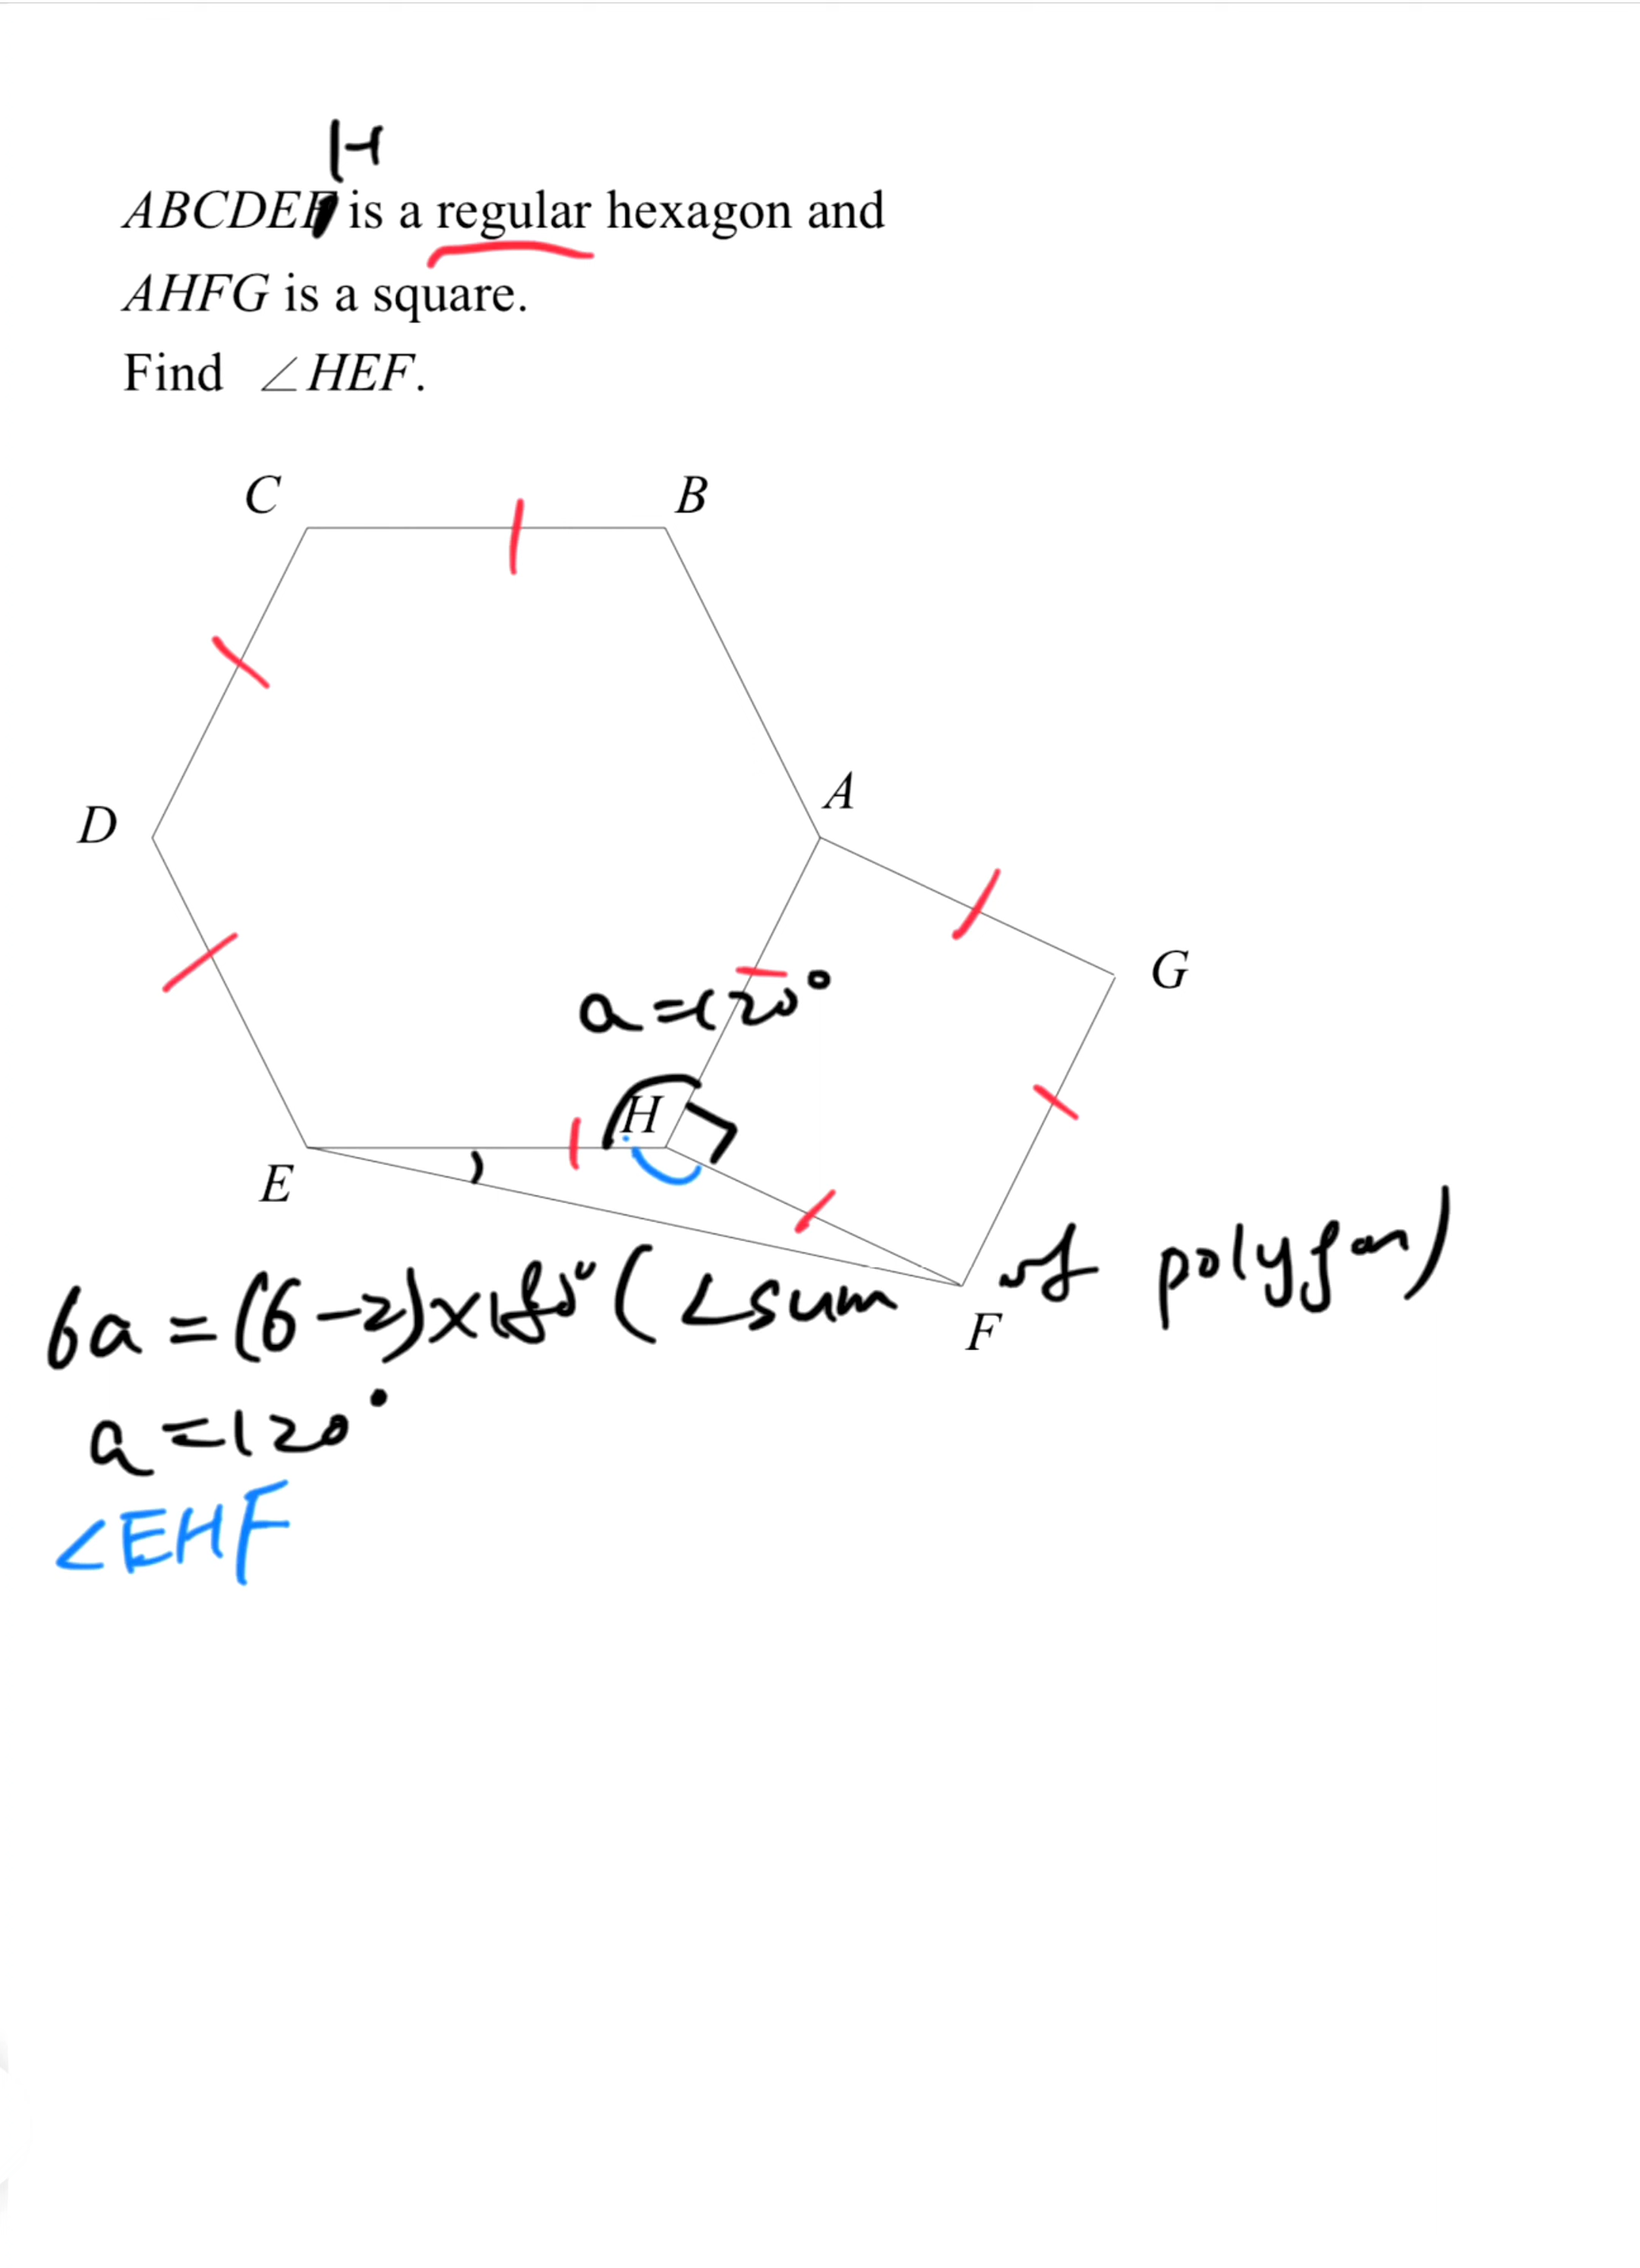 H
ABCDEF is a regular hexagon and
AHFG is a square.
Find ∠HEF.
C
B
A
D
G
a=120°
H
E
F
6a=(6-2)×180° (∠sum of polygon)
a=120°
∠EHF